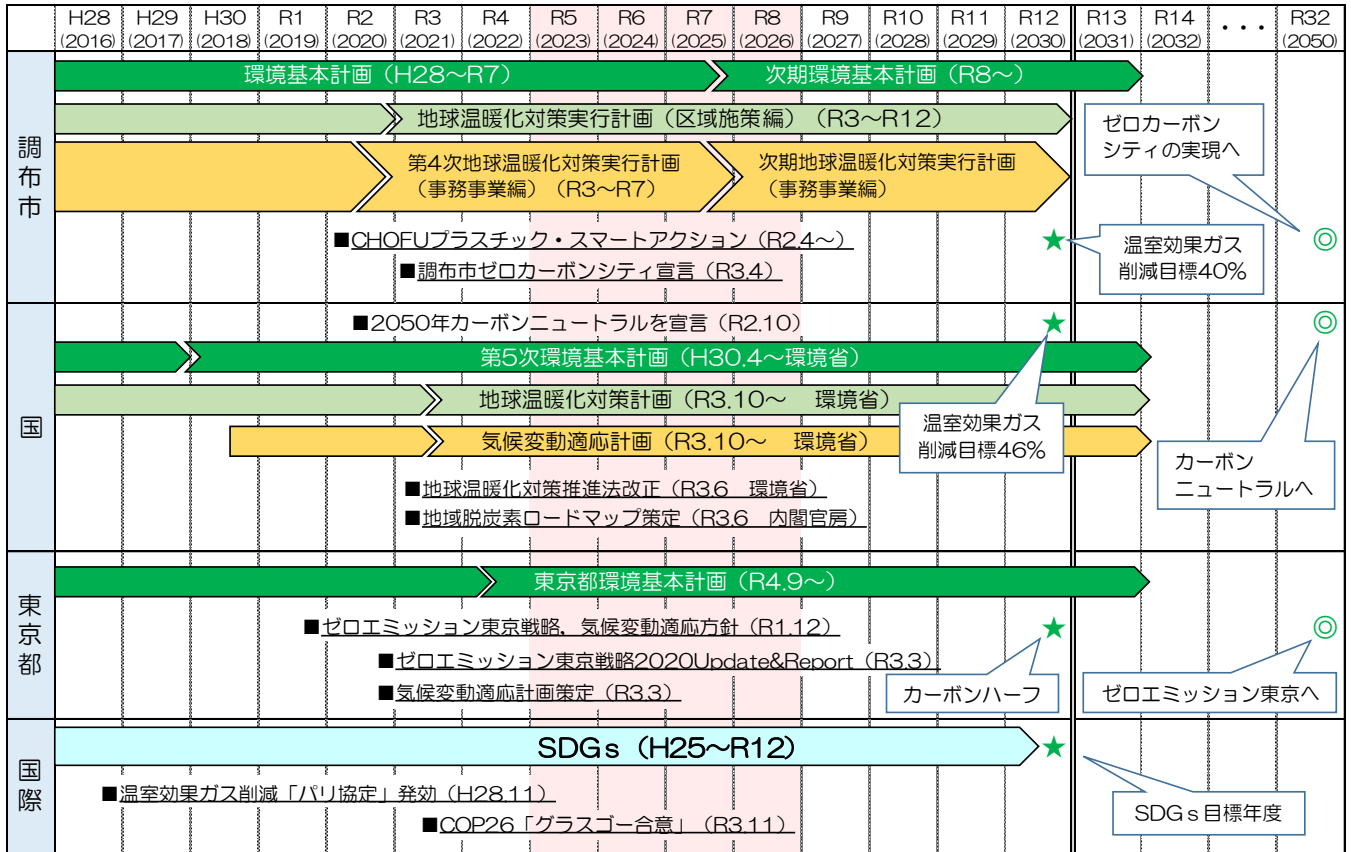 H28 H29 H30 R1 R2 R3 R4 R5 R6 R7 R8 R9 R10 R11 R12 R13 R14 ・・・ R32
(2016) (2017) (2018) (2019) (2020) (2021) (2022) (2023) (2024) (2025) (2026) (2027) (2028) (2029) (2030) (2031) (2032) (2050)
調布市
環境基本計画（H28～R7）
次期環境基本計画（R8～）
地球温暖化対策実行計画（区域施策編）（R3～R12）
ゼロカーボン
シティの実現へ
第4次地球温暖化対策実行計画
（事務事業編）（R3～R7）
次期地球温暖化対策実行計画
（事務事業編）
■CHOFUプラスチック・スマートアクション（R2.4～）
★
◎
■調布市ゼロカーボンシティ宣言（R3.4）
温室効果ガス
削減目標40%
国
■2050年カーボンニュートラルを宣言（R2.10）
★
◎
第5次環境基本計画（H30.4～環境省）
地球温暖化対策計画（R3.10～　環境省）
気候変動適応計画（R3.10～　環境省）
温室効果ガス
削減目標46%
カーボン
ニュートラルへ
■地球温暖化対策推進法改正（R3.6　環境省）
■地域脱炭素ロードマップ策定（R3.6　内閣官房）
東京都
東京都環境基本計画（R4.9～）
■ゼロエミッション東京戦略，気候変動適応方針（R1.12）
★
◎
■ゼロエミッション東京戦略2020Update&Report（R3.3）
■気候変動適応計画策定（R3.3）
カーボンハーフ
ゼロエミッション東京へ
国際
SDGs（H25～R12）
★
■温室効果ガス削減「パリ協定」発効（H28.11）
■COP26「グラスゴー合意」（R3.11）
SDGs目標年度